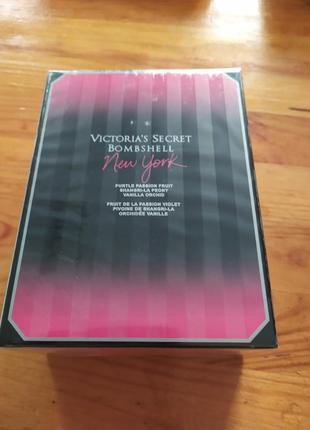 VICTORIA'S SECRET
BOMBSHELL
New York
PURTLE PASSION FRUIT
SHANGRI-LA PEONY
VANILLA ORCHID
FRUIT DE LA PASSION VIOLET
PIVOINE DE SHANGRI-LA
ORCHIDÉE VANILLE